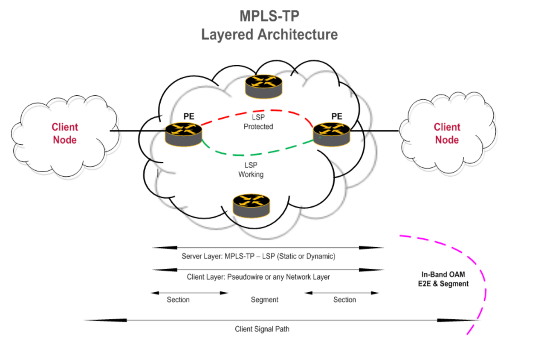 MPLS-TP
Layered Architecture
PE
PE
LSP
Protected
Client
Node
Client
Node
LSP
Working
Server Layer: MPLS-TP – LSP (Static or Dynamic)
Client Layer: Pseudowire or any Network Layer
In-Band OAM
E2E & Segment
Section
Segment
Section
Client Signal Path